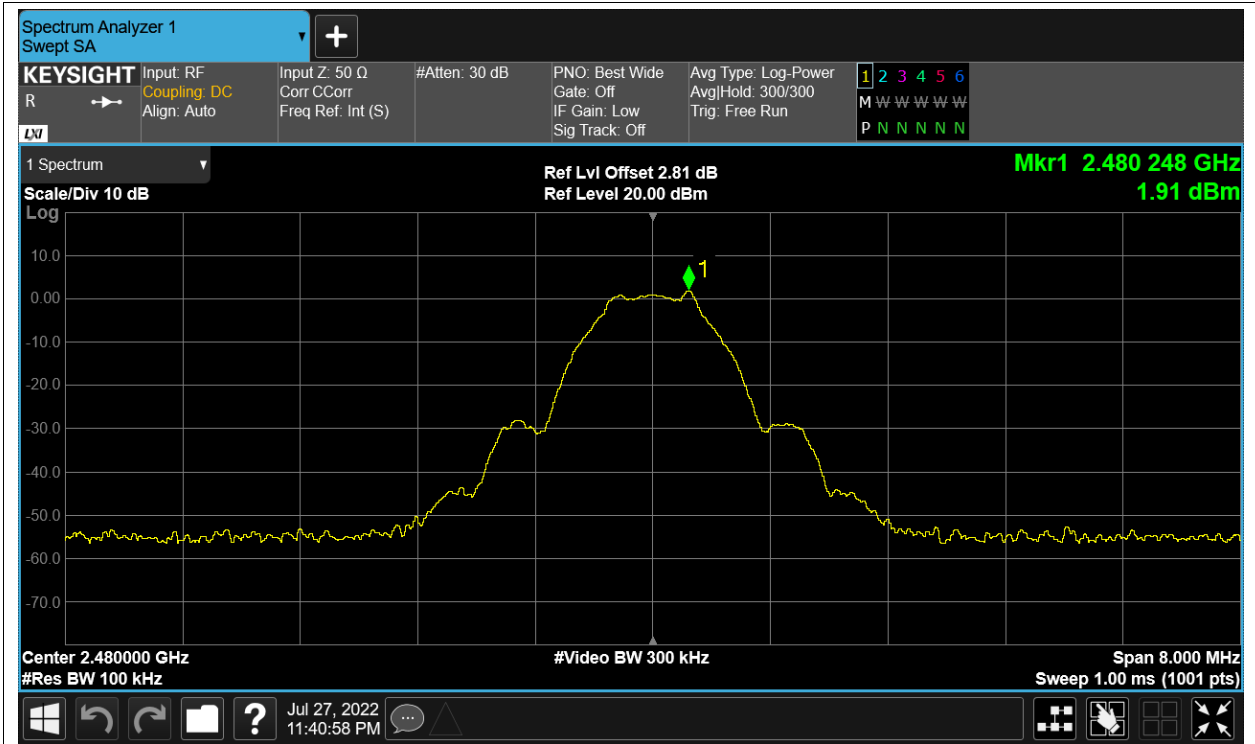 Spectrum Analyzer 1
Swept SA
KEYSIGHT
R
LXI
Input: RF
Coupling: DC
Align: Auto
Input Z: 50 Ω
Corr CCorr
Freq Ref: Int (S)
#Atten: 30 dB
PNO: Best Wide
Gate: Off
IF Gain: Low
Sig Track: Off
Avg Type: Log-Power
Avg|Hold: 300/300
Trig: Free Run
1 2 3 4 5 6
M W W W W W
P N N N N N
1 Spectrum
Scale/Div 10 dB
Log
Ref Lvl Offset 2.81 dB
Ref Level 20.00 dBm
Mkr1 2.480 248 GHz
1.91 dBm
1
10.0
0.00
-10.0
-20.0
-30.0
-40.0
-50.0
-60.0
-70.0
Center 2.480000 GHz
#Video BW 300 kHz
Span 8.000 MHz
#Res BW 100 kHz
Sweep 1.00 ms (1001 pts)
?
Jul 27, 2022
11:40:58 PM